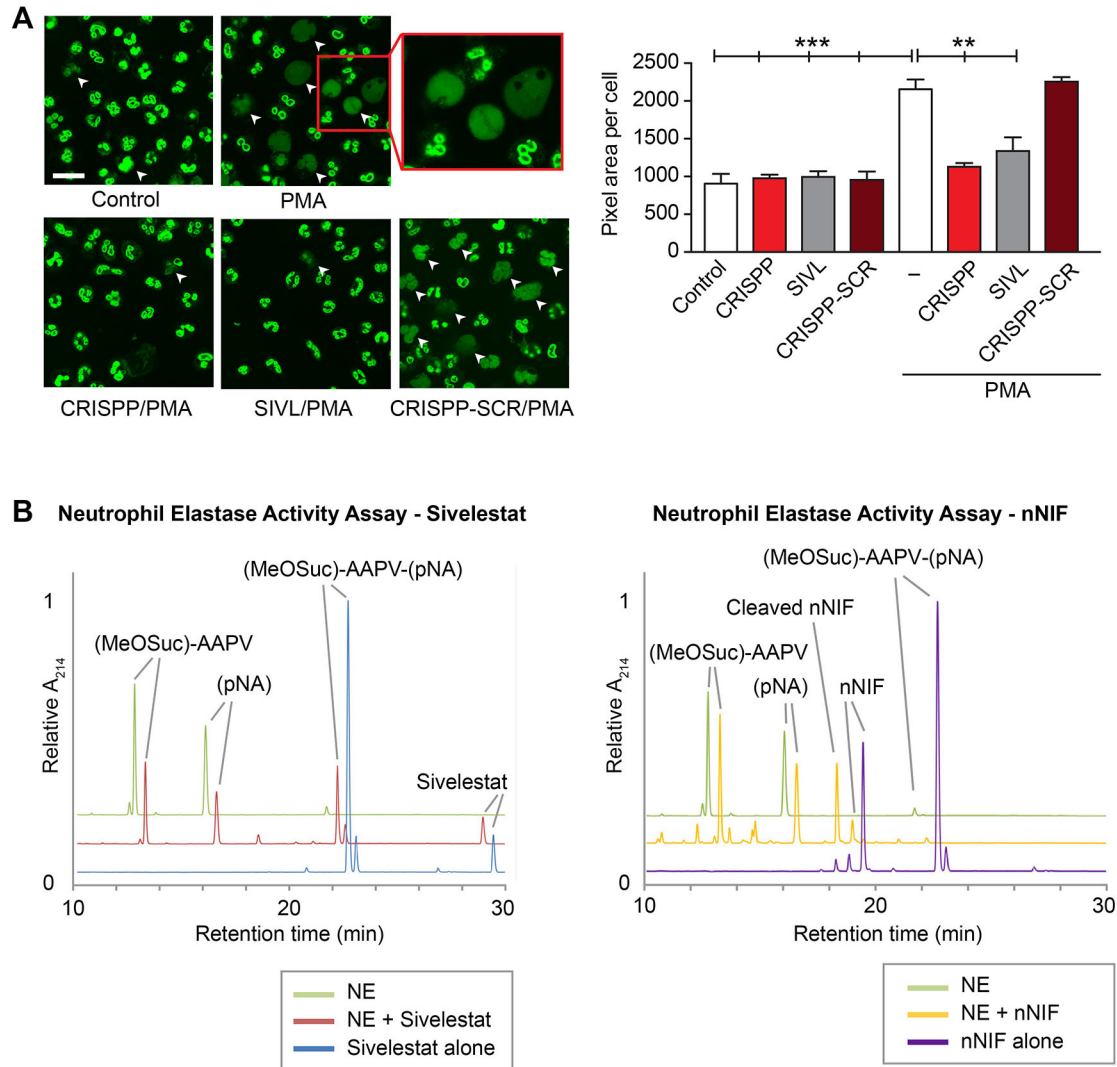 A
Control
PMA
CRISPP/PMA
SIVL/PMA
CRISPP-SCR/PMA
***
**
Pixel area per cell
2500
2000
1500
1000
500
0
Control
CRISPP
SIVL
CRISPP-SCR
–
CRISPP
SIVL
CRISPP-SCR
PMA
B
Neutrophil Elastase Activity Assay - Sivelestat
(MeOSuc)-AAPV-(pNA)
(MeOSuc)-AAPV
(pNA)
Sivelestat
Relative A214
1
0
10
20
30
Retention time (min)
NE
NE + Sivelestat
Sivelestat alone
Neutrophil Elastase Activity Assay - nNIF
(MeOSuc)-AAPV-(pNA)
Cleaved nNIF
(MeOSuc)-AAPV
(pNA)
nNIF
Relative A214
1
0
10
20
30
Retention time (min)
NE
NE + nNIF
nNIF alone